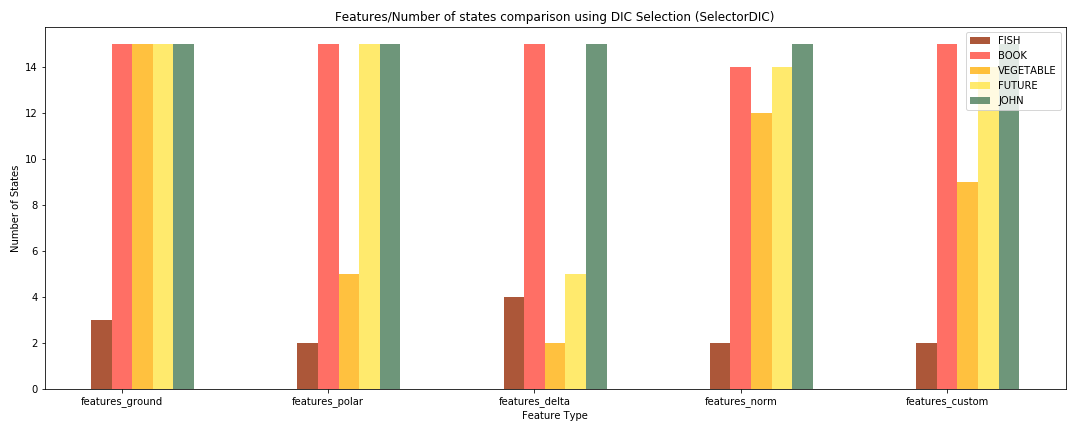 Features/Number of states comparison using DIC Selection (SelectorDIC)
FISH
BOOK
VEGETABLE
FUTURE
JOHN
14
12
10
8
6
4
2
0
Number of States
features_ground
features_polar
features_delta
features_norm
features_custom
Feature Type